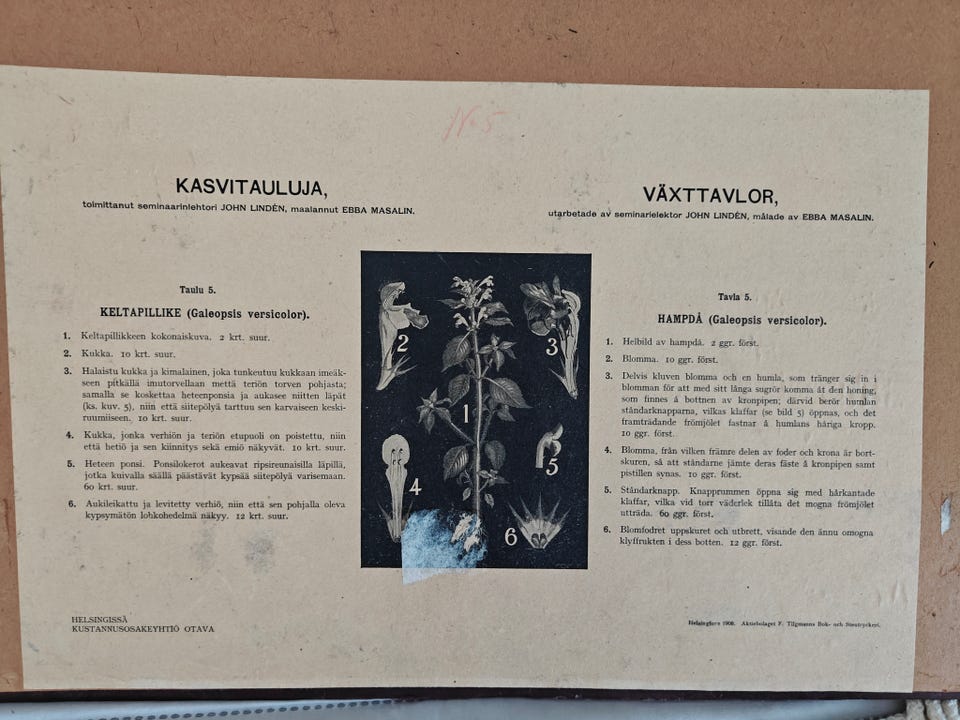 No 5
KASVITAULUJA,
toimittanut seminaarinlehtori JOHN LINDÉN, maalannut EBBA MASALIN.
Taulu 5.
KELTAPILLIKE (Galeopsis versicolor).
1. Keltapillikkeen kokonaiskuva. 2 krt. suur.
2. Kukka. 10 krt. suur.
3. Halaistu kukka ja kimalainen, joka tunkeutuu kukkaan imeäk-
seen pitkällä imutorvellaan mettä teriön torven pohjasta;
samalla se koskettaa heteenponsia ja aukasee niitten läpät
(ks. kuv. 5), niin että siitepölyä tarttuu sen karvaiseen keski-
ruumiiseen. 10 krt. suur.
4. Kukka, jonka verhiön ja teriön etupuoli on poistettu, niin
että hetiö ja sen kiinnitys sekä emiö näkyvät. 10 krt. suur.
5. Heteen ponsi. Ponsilokerot aukeavat ripsireunaisilla läpillä,
jotka kuivalla säällä päästävät kypsää siitepölyä varisemaan.
60 krt. suur.
6. Aukileikattu ja levitetty verhiö, niin että sen pohjalla oleva
kypsymätön lohkohedelmä näkyy. 12 krt. suur.
HELSINGISSÄ
KUSTANNUSOSAKEYHTIÖ OTAVA
2
3
1
4
5
6
VÄXTTAVLOR,
utarbetade av seminarielektor JOHN LINDÉN, målade av EBBA MASALIN.
Tavla 5.
HAMPDÅ (Galeopsis versicolor).
1. Helbild av hampdå. 2 ggr. först.
2. Blomma. 10 ggr. först.
3. Delvis kluven blomma och en humla, som tränger sig in i
blomman för att med sitt långa sugrör komma åt den honing,
som finnes å bottnen av kronpipen; därvid berör humlan
ståndarknapparna, vilkas klaffar (se bild 5) öppnas, och det
framträdande frömjölet fastnar å humlans håriga kropp.
10 ggr. först.
4. Blomma, från vilken främre delen av foder och krona är bort-
skuren, så att ståndarne jämte deras fäste å kronpipen samt
pistillen synas. 10 ggr. först.
5. Ståndarknapp. Knapprummen öppna sig med hårkantade
klaffar, vilka vid torr väderlek tillåta det mogna frömjölet
utträda. 60 ggr. först.
6. Blomfodret uppskuret och utbrett, visande den ännu omogna
klyffrukten i dess botten. 12 ggr. först.
Helsingfors 1908. Aktiebolaget F. Tilgmanns Bok- och Stentryckeri.